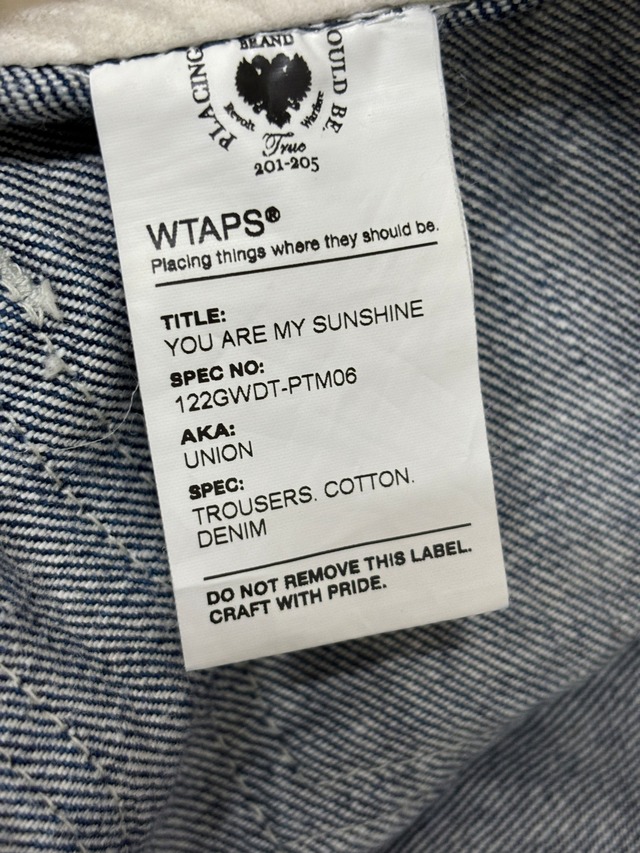 BRAND
PLACING
OULD BE.
Revolt
Warfare
True
201-205
WTAPS®
Placing things where they should be.
TITLE:
YOU ARE MY SUNSHINE
SPEC NO:
122GWDT-PTM06
AKA:
UNION
SPEC:
TROUSERS. COTTON.
DENIM
DO NOT REMOVE THIS LABEL.
CRAFT WITH PRIDE.